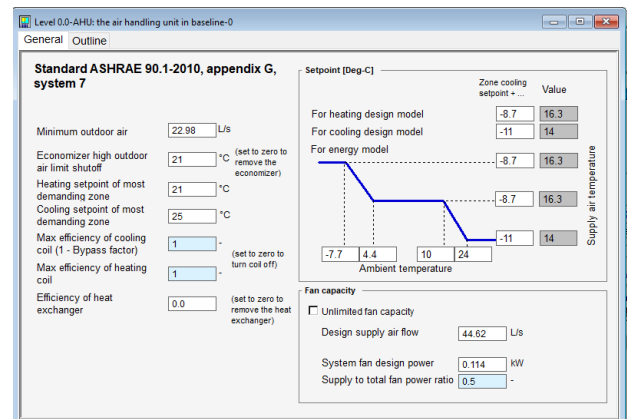 Level 0.0-AHU: the air handling unit in baseline-0
General Outline
Standard ASHRAE 90.1-2010, appendix G,
system 7
Minimum outdoor air 22.98 L/s
Economizer high outdoor
air limit shutoff 21 °C (set to zero to
remove the
economizer)
Heating setpoint of most
demanding zone 21 °C
Cooling setpoint of most
demanding zone 25 °C
Max efficiency of cooling
coil (1 - Bypass factor) 1 -
Max efficiency of heating
coil 1 -
(set to zero to
turn coil off)
Efficiency of heat
exchanger 0.0 (set to zero to
remove the heat
exchanger)
Setpoint [Deg-C]
Zone cooling
setpoint + ... Value
For heating design model -8.7 16.3
For cooling design model -11 14
For energy model -8.7 16.3
-8.7 16.3
-11 14
Supply air temperature
-7.7 4.4 10 24
Ambient temperature
Fan capacity
Unlimited fan capacity
Design supply air flow 44.62 L/s
System fan design power 0.114 kW
Supply to total fan power ratio 0.5 -